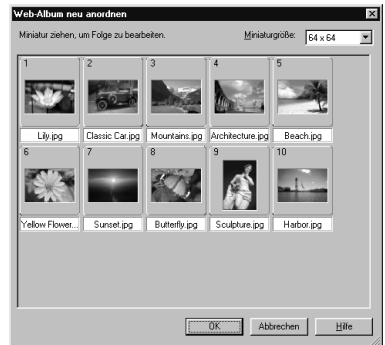 Web-Album neu anordnen
Miniatur ziehen, um Folge zu bearbeiten.
Miniaturgröße:
64 x 64
1 2 3 4 5
Lily.jpg Classic Car.jpg Mountains.jpg Architecture.jpg Beach.jpg
6 7 8 9 10
Yellow Flower... Sunset.jpg Butterfly.jpg Sculpture.jpg Harbor.jpg
OK Abbrechen Hilfe